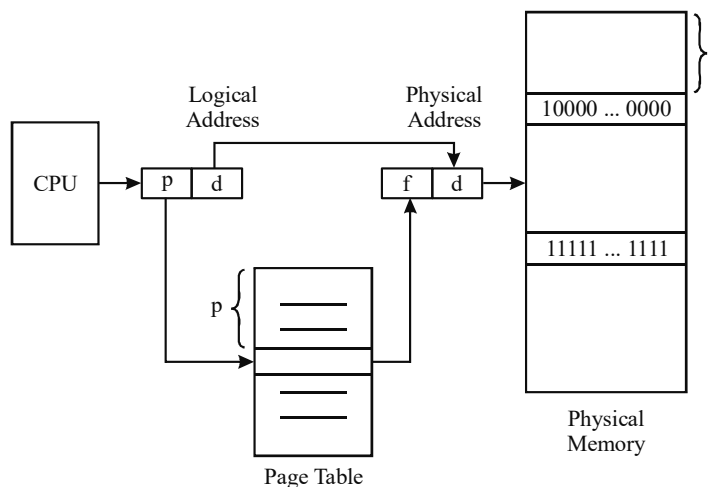 Logical
Address
Physical
Address
10000 ... 0000
CPU
p
d
f
d
11111 ... 1111
p
Physical
Memory
Page Table